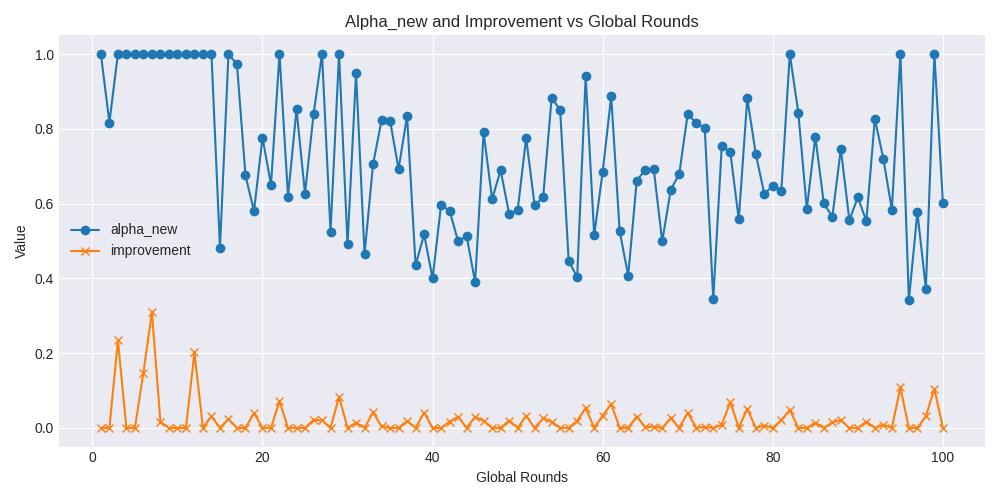 Alpha_new and Improvement vs Global Rounds
1.0
0.8
0.6
0.4
0.2
0.0
Value
alpha_new
improvement
0 20 40 60 80 100
Global Rounds